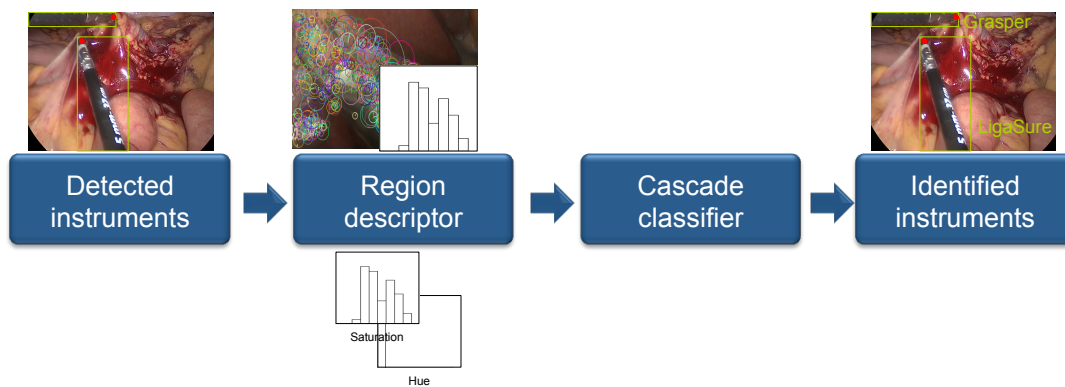 Grasper
LigaSure
Detected
instruments
Region
descriptor
Cascade
classifier
Identified
instruments
Saturation
Hue